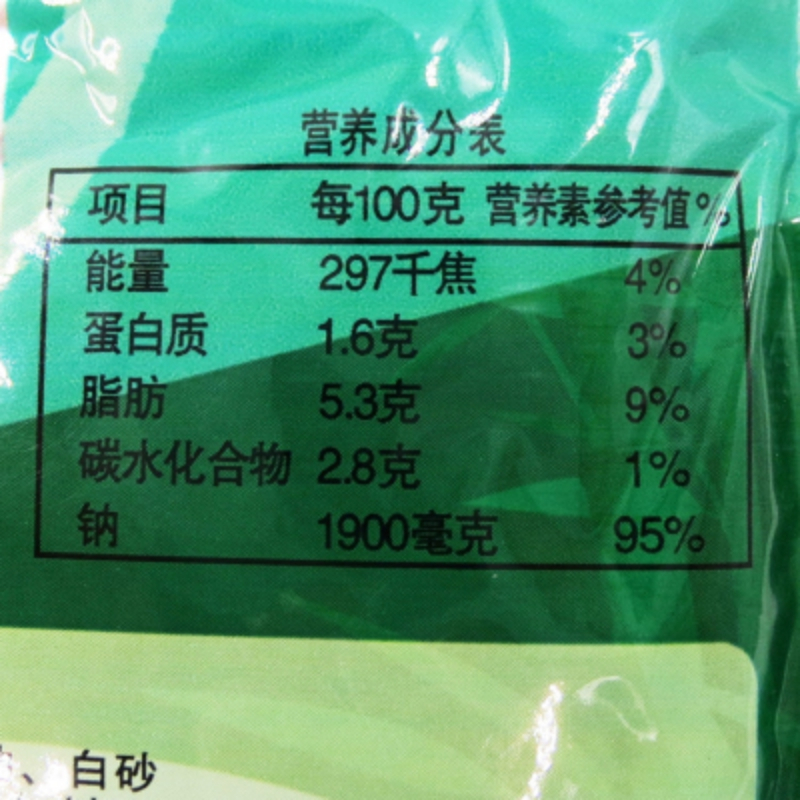 营养成分表
项目 每100克 营养素参考值%
能量 297千焦 4%
蛋白质 1.6克 3%
脂肪 5.3克 9%
碳水化合物 2.8克 1%
钠 1900毫克 95%
、白砂